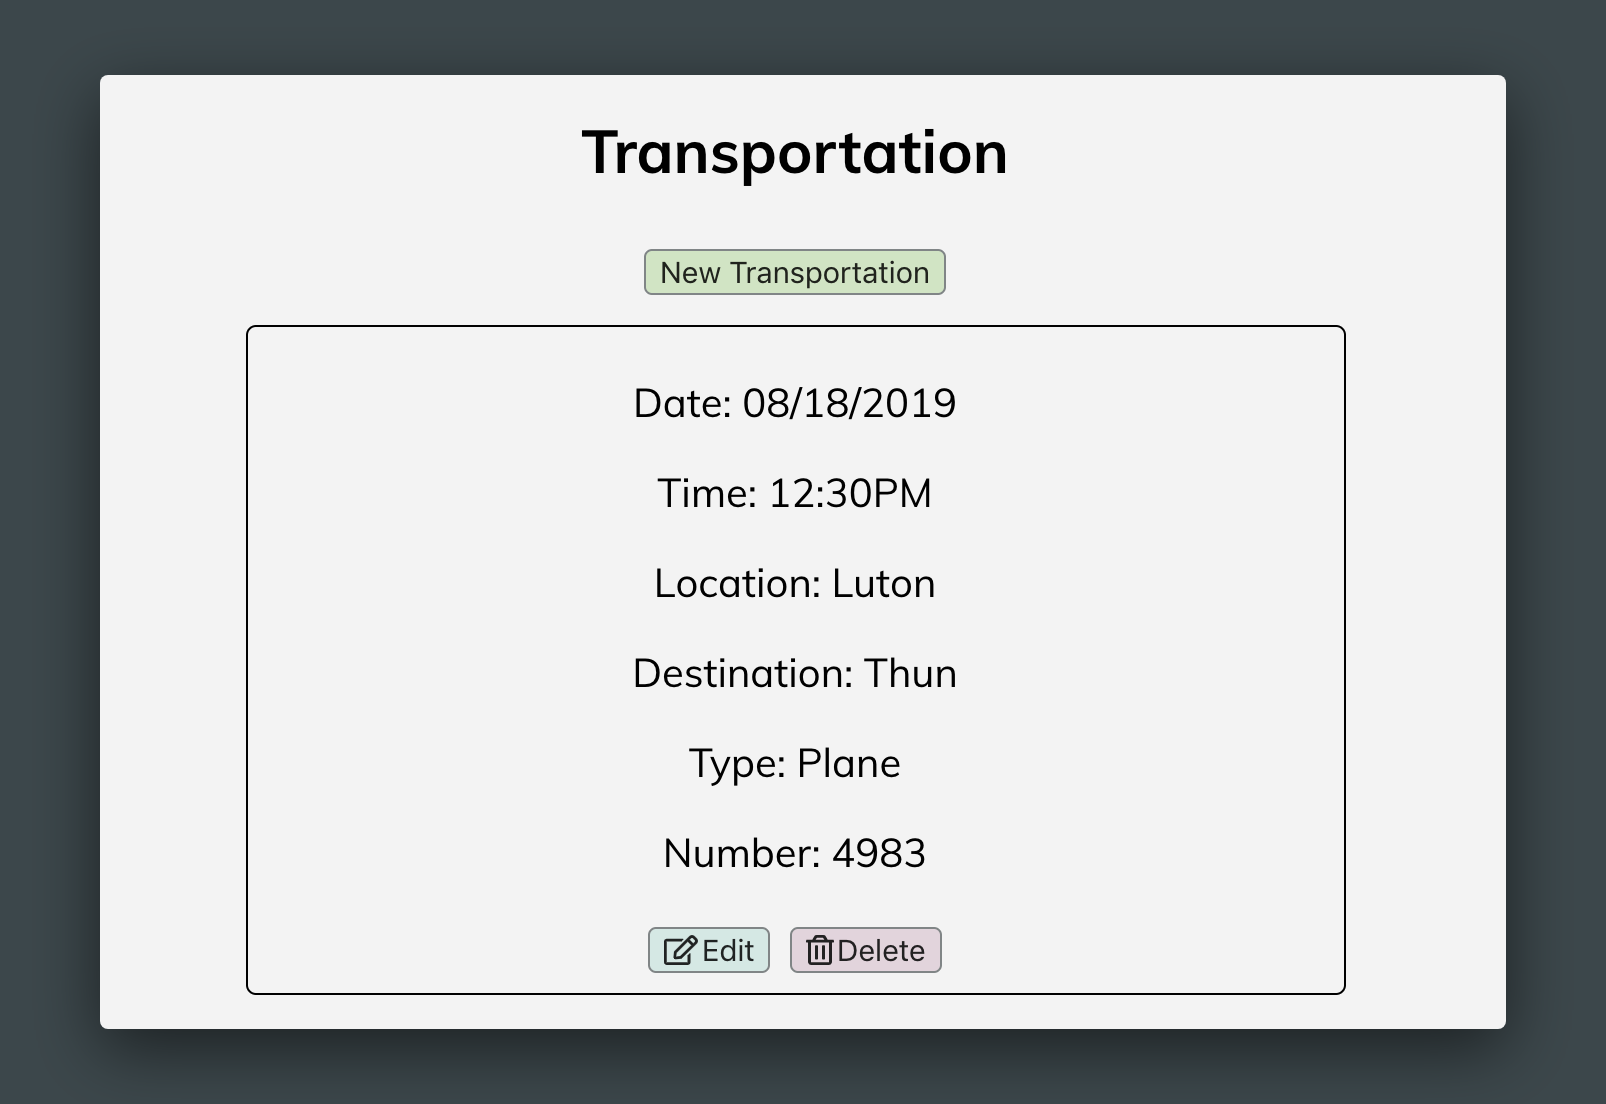 Transportation
New Transportation
Date: 08/18/2019
Time: 12:30PM
Location: Luton
Destination: Thun
Type: Plane
Number: 4983
Edit Delete